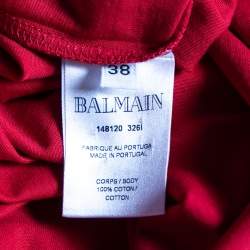 38
BALMAIN
148120 326I
FABRIQUE AU PORTUGAL
MADE IN PORTUGAL
CORPS / BODY
100% COTON /
COTTON